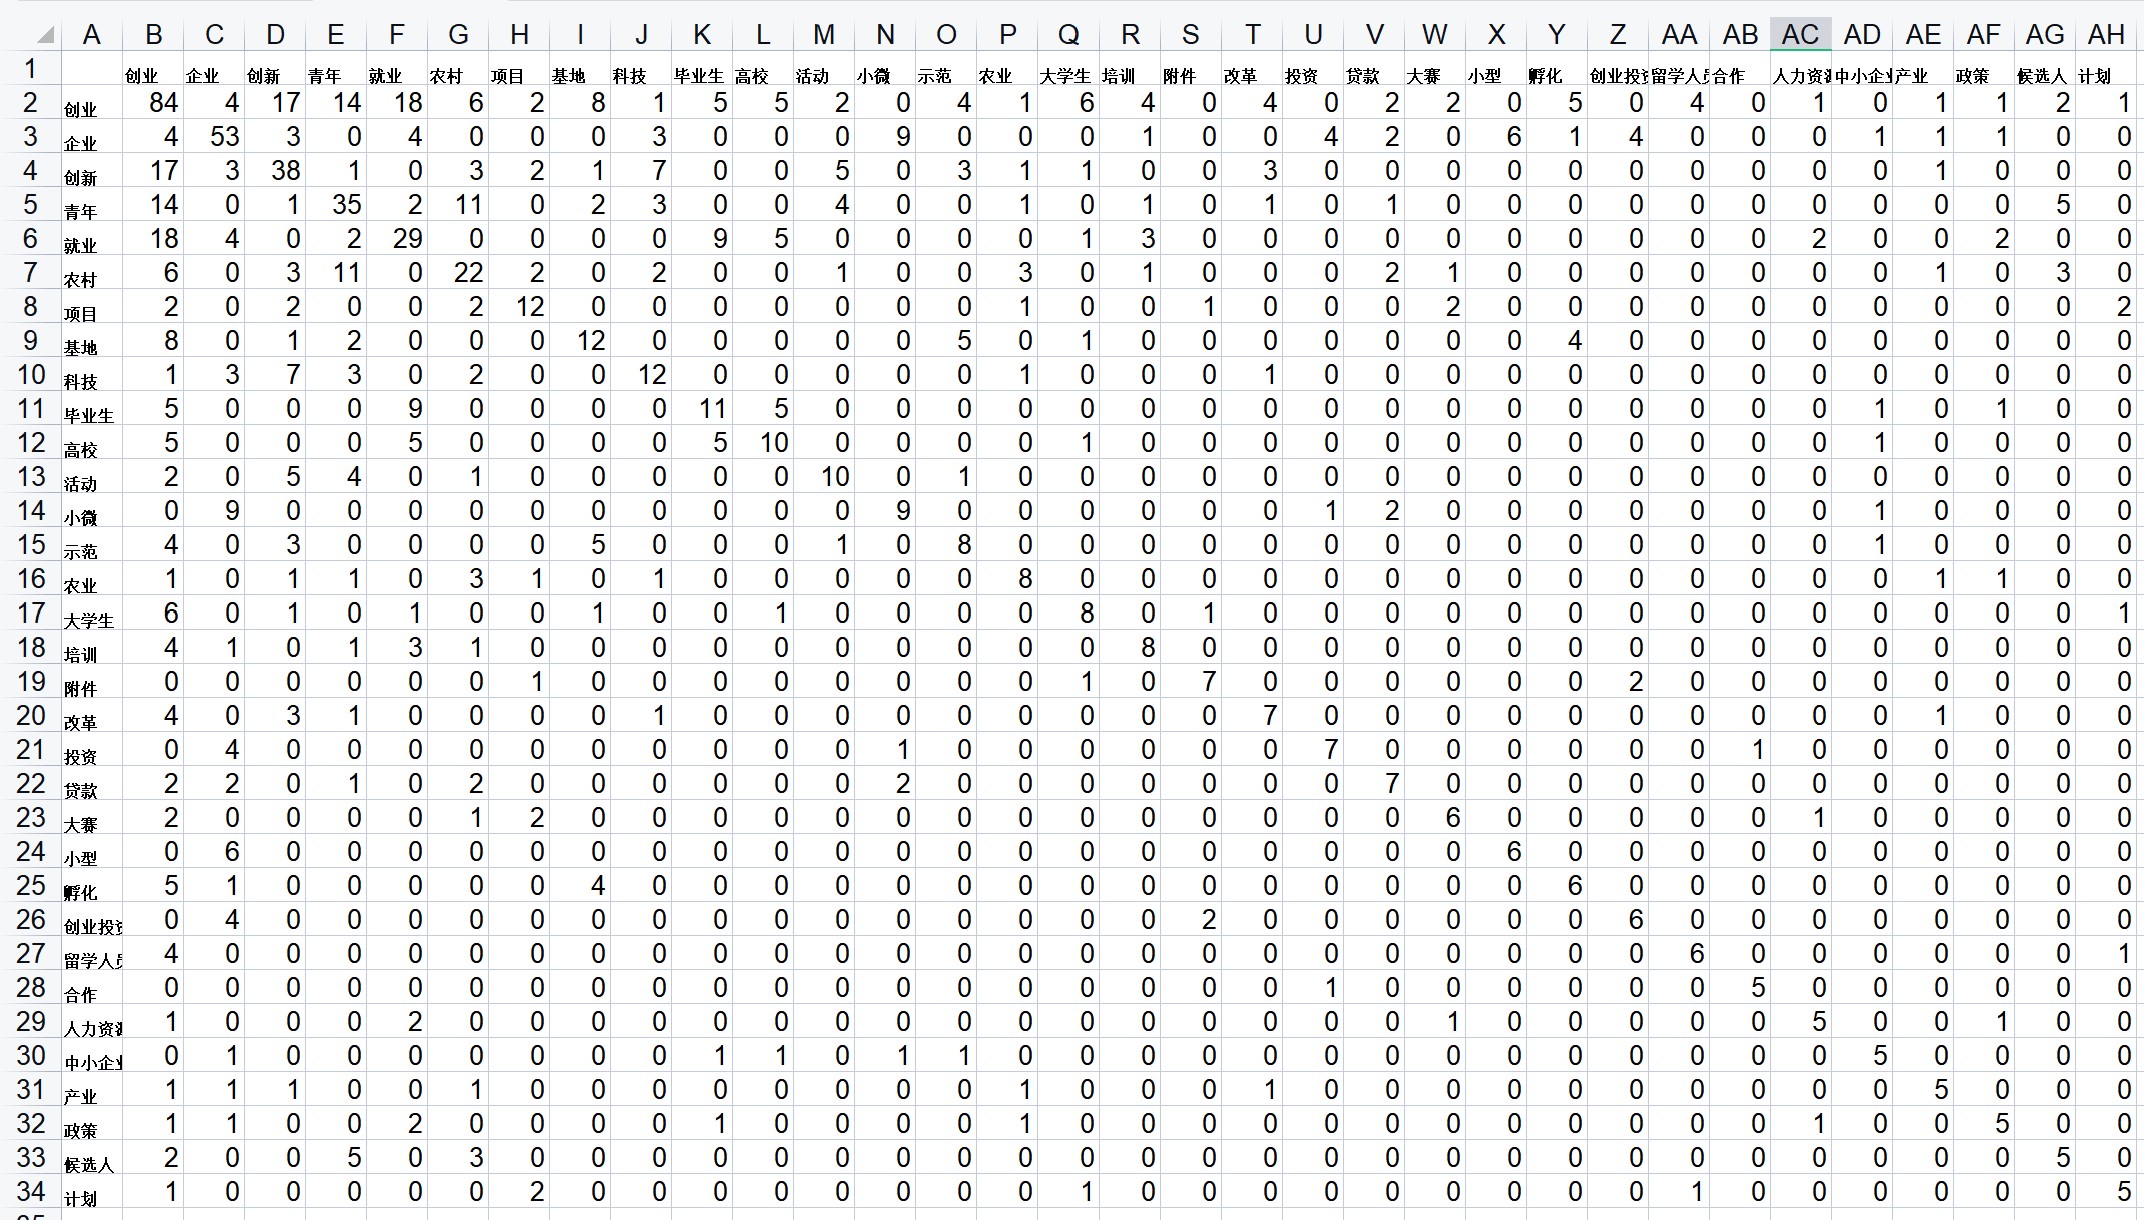 A B C D E F G H I J K L M N O P Q R S T U V W X Y Z AA AB AC AD AE AF AG AH
1 创业 企业 创新 青年 就业 农村 项目 基地 科技 毕业生 高校 活动 小微 示范 农业 大学生 培训 附件 改革 投资 贷款 大赛 小型 孵化 创业投 留学人 合作 人力资 中小企 产业 政策 候选人 计划
2 创业 84 4 17 14 18 6 2 8 1 5 5 2 0 4 1 6 4 0 4 0 2 2 0 5 0 4 0 1 0 1 1 2 1
3 企业 4 53 3 0 4 0 0 0 3 0 0 0 9 0 0 0 1 0 0 4 2 0 6 1 4 0 0 0 1 1 1 0 0
4 创新 17 3 38 1 0 3 2 1 7 0 0 5 0 3 1 1 0 0 3 0 0 0 0 0 0 0 0 0 0 1 0 0 0
5 青年 14 0 1 35 2 11 0 2 3 0 0 4 0 0 1 0 1 0 1 0 1 0 0 0 0 0 0 0 0 0 0 5 0
6 就业 18 4 0 2 29 0 0 0 0 9 5 0 0 0 0 1 3 0 0 0 0 0 0 0 0 0 0 2 0 0 2 0 0
7 农村 6 0 3 11 0 22 2 0 2 0 0 1 0 0 3 0 1 0 0 0 2 1 0 0 0 0 0 0 0 1 0 3 0
8 项目 2 0 2 0 0 2 12 0 0 0 0 0 0 0 1 0 0 1 0 0 0 2 0 0 0 0 0 0 0 0 0 0 2
9 基地 8 0 1 2 0 0 0 12 0 0 0 0 0 5 0 1 0 0 0 0 0 0 0 4 0 0 0 0 0 0 0 0 0
10 科技 1 3 7 3 0 2 0 0 12 0 0 0 0 0 1 0 0 0 1 0 0 0 0 0 0 0 0 0 0 0 0 0 0
11 毕业生 5 0 0 0 9 0 0 0 0 11 5 0 0 0 0 0 0 0 0 0 0 0 0 0 0 0 0 0 1 0 1 0 0
12 高校 5 0 0 0 5 0 0 0 0 5 10 0 0 0 0 1 0 0 0 0 0 0 0 0 0 0 0 0 1 0 0 0 0
13 活动 2 0 5 4 0 1 0 0 0 0 0 10 0 1 0 0 0 0 0 0 0 0 0 0 0 0 0 0 0 0 0 0 0
14 小微 0 9 0 0 0 0 0 0 0 0 0 0 9 0 0 0 0 0 0 1 2 0 0 0 0 0 0 0 1 0 0 0 0
15 示范 4 0 3 0 0 0 0 5 0 0 0 1 0 8 0 0 0 0 0 0 0 0 0 0 0 0 0 0 1 0 0 0 0
16 农业 1 0 1 1 0 3 1 0 1 0 0 0 0 0 8 0 0 0 0 0 0 0 0 0 0 0 0 0 0 1 1 0 0
17 大学生 6 0 1 0 1 0 0 1 0 0 1 0 0 0 0 8 0 1 0 0 0 0 0 0 0 0 0 0 0 0 0 0 1
18 培训 4 1 0 1 3 1 0 0 0 0 0 0 0 0 0 0 8 0 0 0 0 0 0 0 0 0 0 0 0 0 0 0 0
19 附件 0 0 0 0 0 0 1 0 0 0 0 0 0 0 0 1 0 7 0 0 0 0 0 0 2 0 0 0 0 0 0 0 0
20 改革 4 0 3 1 0 0 0 0 1 0 0 0 0 0 0 0 0 0 7 0 0 0 0 0 0 0 0 0 0 1 0 0 0
21 投资 0 4 0 0 0 0 0 0 0 0 0 0 1 0 0 0 0 0 0 7 0 0 0 0 0 0 1 0 0 0 0 0 0
22 贷款 2 2 0 1 0 2 0 0 0 0 0 0 2 0 0 0 0 0 0 0 7 0 0 0 0 0 0 0 0 0 0 0 0
23 大赛 2 0 0 0 0 1 2 0 0 0 0 0 0 0 0 0 0 0 0 0 0 6 0 0 0 0 0 1 0 0 0 0 0
24 小型 0 6 0 0 0 0 0 0 0 0 0 0 0 0 0 0 0 0 0 0 0 0 6 0 0 0 0 0 0 0 0 0 0
25 孵化 5 1 0 0 0 0 0 4 0 0 0 0 0 0 0 0 0 0 0 0 0 0 0 6 0 0 0 0 0 0 0 0 0
26 创业投 0 4 0 0 0 0 0 0 0 0 0 0 0 0 0 0 0 2 0 0 0 0 0 0 6 0 0 0 0 0 0 0 0
27 留学人 4 0 0 0 0 0 0 0 0 0 0 0 0 0 0 0 0 0 0 0 0 0 0 0 0 6 0 0 0 0 0 0 1
28 合作 0 0 0 0 0 0 0 0 0 0 0 0 0 0 0 0 0 0 0 1 0 0 0 0 0 0 5 0 0 0 0 0 0
29 人力资 1 0 0 0 2 0 0 0 0 0 0 0 0 0 0 0 0 0 0 0 0 1 0 0 0 0 0 5 0 0 1 0 0
30 中小企 0 1 0 0 0 0 0 0 0 1 1 0 1 1 0 0 0 0 0 0 0 0 0 0 0 0 0 0 5 0 0 0 0
31 产业 1 1 1 0 0 1 0 0 0 0 0 0 0 0 1 0 0 0 1 0 0 0 0 0 0 0 0 0 0 5 0 0 0
32 政策 1 1 0 0 2 0 0 0 0 1 0 0 0 0 1 0 0 0 0 0 0 0 0 0 0 0 0 1 0 0 5 0 0
33 候选人 2 0 0 5 0 3 0 0 0 0 0 0 0 0 0 0 0 0 0 0 0 0 0 0 0 0 0 0 0 0 0 5 0
34 计划 1 0 0 0 0 0 2 0 0 0 0 0 0 0 0 1 0 0 0 0 0 0 0 0 0 1 0 0 0 0 0 0 5